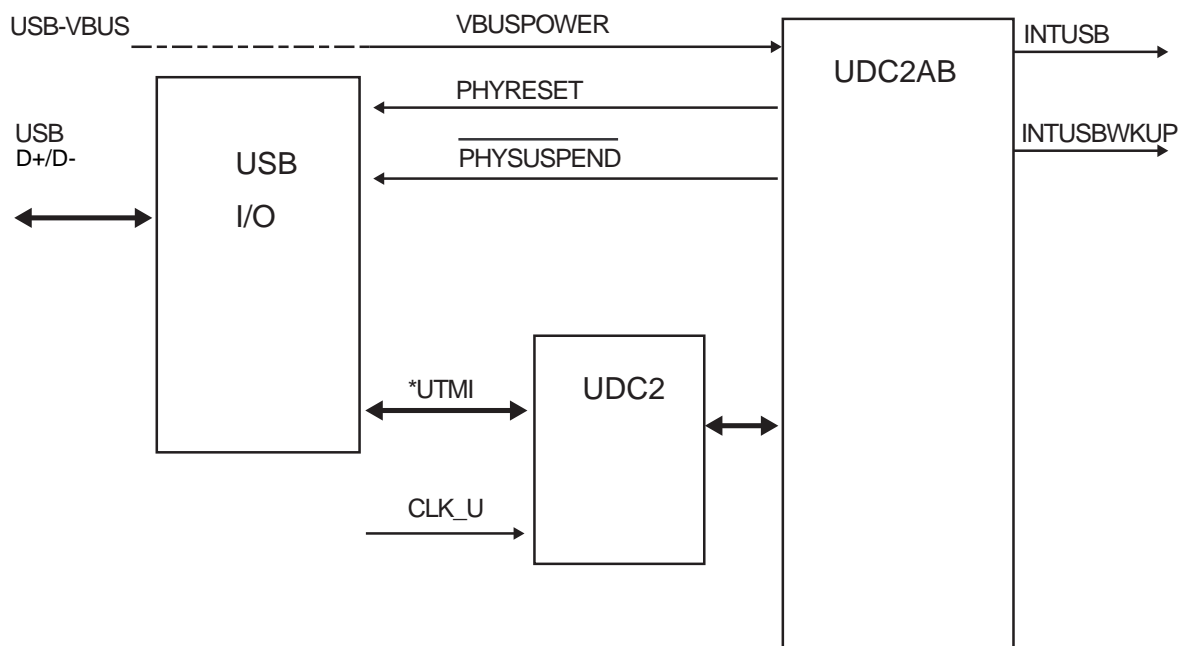 USB-VBUS
VBUSPOWER
INTUSB
UDC2AB
PHYRESET
USB
D+/D-
PHYSUSPEND
INTUSBWKUP
USB
I/O
*UTMI
UDC2
CLK_U